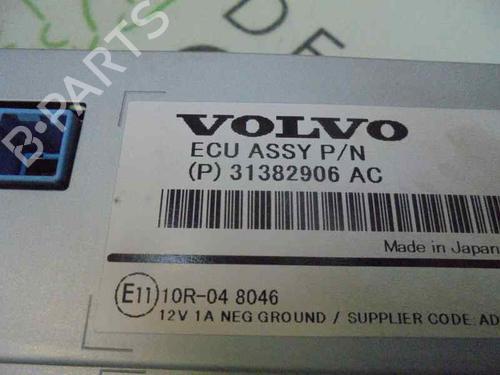 VOLVO
ECU ASSY P/N
(P) 31382906 AC
Made in Japan
E11 10R-04 8046
12V 1A NEG GROUND / SUPPLIER CODE: AD
B-PARTS